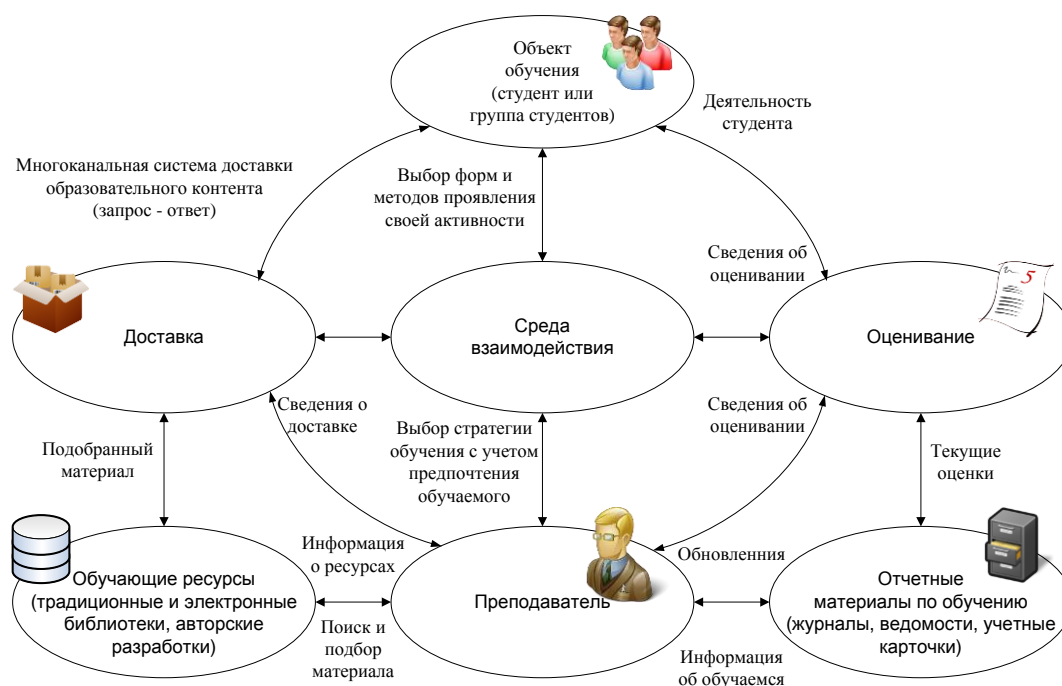 Объект
обучения
(студент или
группа студентов)
Деятельность
студента
Многоканальная система доставки
образовательного контента
(запрос - ответ)
Выбор форм и
методов проявления
своей активности
Сведения об
оценивании
5
Доставка
Среда
взаимодействия
Оценивание
Сведения о
доставке
Сведения об
оценивании
Подобранный
материал
Выбор стратегии
обучения с учетом
предпочтения
обучаемого
Текущие
оценки
Информация
о ресурсах
Обновленния
Обучающие ресурсы
(традиционные и электронные
библиотеки, авторские
разработки)
Преподаватель
Отчетные
материалы по обучению
(журналы, ведомости, учетные
карточки)
Поиск и
подбор
материала
Информация
об обучаемся